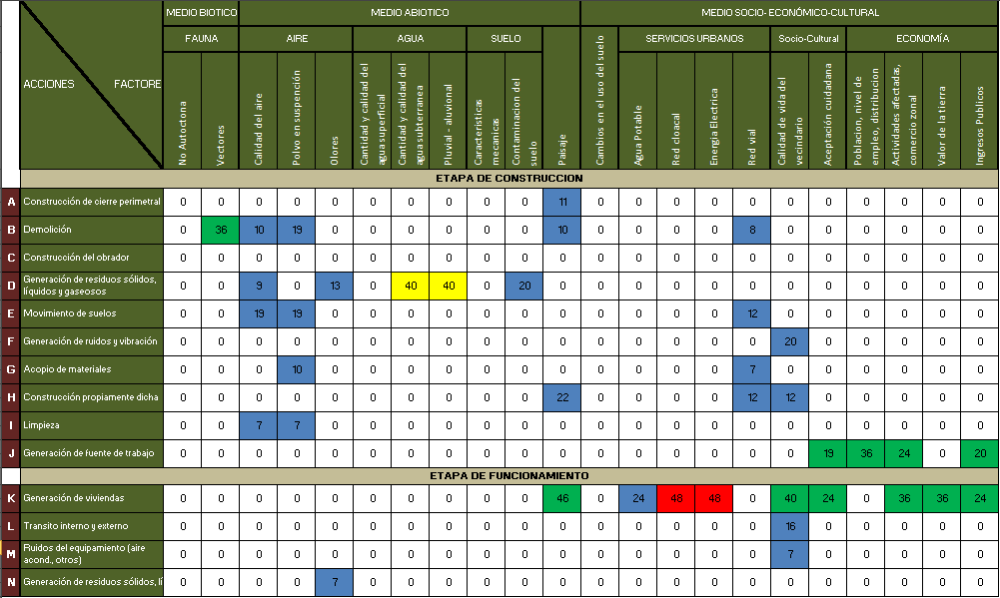 MEDIO BIOTICO MEDIO ABIOTICO MEDIO SOCIO- ECONÓMICO-CULTURAL
FAUNA AIRE AGUA SUELO SERVICIOS URBANOS Socio-Cultural ECONOMÍA
ACCIONES FACTORE
No Autoctona
Vectores
Calidad del aire
Polvo en suspención
Olores
Cantidad y calidad del
agua superficial
Cantidad y calidad del
agua subterranea
Pluvial - aluvional
Caracteristicas
mecanicas
Contaminacion del
suelo
Paisaje
Cambios en el uso del suelo
Agua Potable
Red cloacal
Energia Electrica
Red vial
Calidad de vida del
vecindario
Aceptación cuidadana
Poblacion, nivel de
empleo, distribucion
Actividades afectadas,
comercio zonal
Valor de la tierra
Ingresos Publicos
ETAPA DE CONSTRUCCION
A Construcción de cierre perimetral 0 0 0 0 0 0 0 0 0 0 11 0 0 0 0 0 0 0 0 0 0 0
B Demolición 0 36 10 19 0 0 0 0 0 0 10 0 0 0 0 8 0 0 0 0 0 0
C Construcción del obrador 0 0 0 0 0 0 0 0 0 0 0 0 0 0 0 0 0 0 0 0 0 0
D Generación de residuos sólidos,
líquidos y gaseosos 0 0 9 0 13 0 40 40 0 20 0 0 0 0 0 0 0 0 0 0 0 0
E Movimiento de suelos 0 0 19 19 0 0 0 0 0 0 0 0 0 0 0 12 0 0 0 0 0 0
F Generación de ruidos y vibración 0 0 0 0 0 0 0 0 0 0 0 0 0 0 0 0 20 0 0 0 0 0
G Acopio de materiales 0 0 0 10 0 0 0 0 0 0 0 0 0 0 0 7 0 0 0 0 0 0
H Construcción propiamente dicha 0 0 0 0 0 0 0 0 0 0 22 0 0 0 0 12 12 0 0 0 0 0
I Limpieza 0 0 7 7 0 0 0 0 0 0 0 0 0 0 0 0 0 0 0 0 0 0
J Generación de fuente de trabajo 0 0 0 0 0 0 0 0 0 0 0 0 0 0 0 0 0 19 36 24 0 20
ETAPA DE FUNCIONAMIENTO
K Generación de viviendas 0 0 0 0 0 0 0 0 0 0 46 0 24 48 48 0 40 24 0 36 36 24
L Transito interno y externo 0 0 0 0 0 0 0 0 0 0 0 0 0 0 0 0 16 0 0 0 0 0
M Ruidos del equipamiento (aire
acond., otros) 0 0 0 0 0 0 0 0 0 0 0 0 0 0 0 0 7 0 0 0 0 0
N Generación de residuos sólidos, lí 0 0 0 0 7 0 0 0 0 0 0 0 0 0 0 0 0 0 0 0 0 0